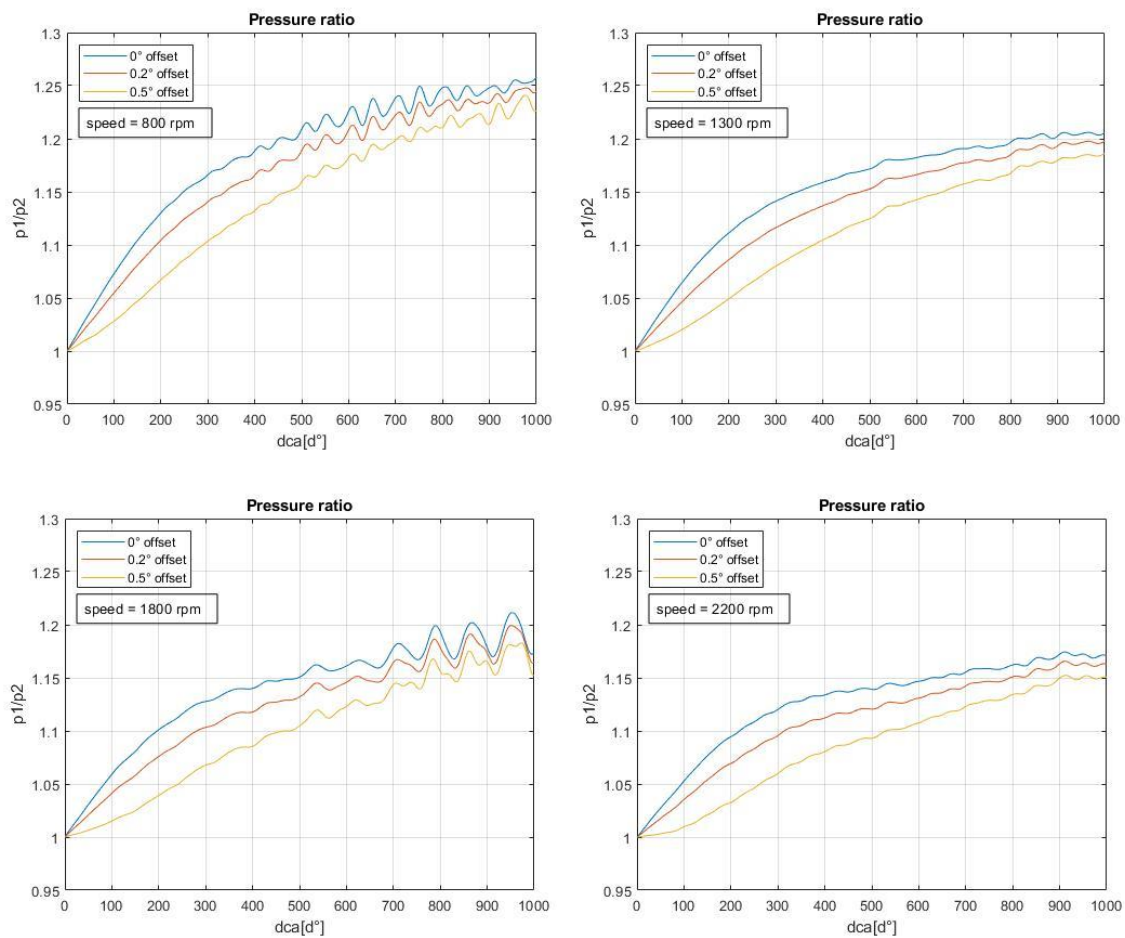 Pressure ratio
1.3
1.25
1.2
1.15
1.1
1.05
1
0.95
p1/p2
0° offset
0.2° offset
0.5° offset
speed = 800 rpm
0 100 200 300 400 500 600 700 800 900 1000
dca[d°]
Pressure ratio
1.3
1.25
1.2
1.15
1.1
1.05
1
0.95
p1/p2
0° offset
0.2° offset
0.5° offset
speed = 1300 rpm
0 100 200 300 400 500 600 700 800 900 1000
dca[d°]
Pressure ratio
1.3
1.25
1.2
1.15
1.1
1.05
1
0.95
p1/p2
0° offset
0.2° offset
0.5° offset
speed = 1800 rpm
0 100 200 300 400 500 600 700 800 900 1000
dca[d°]
Pressure ratio
1.3
1.25
1.2
1.15
1.1
1.05
1
0.95
p1/p2
0° offset
0.2° offset
0.5° offset
speed = 2200 rpm
0 100 200 300 400 500 600 700 800 900 1000
dca[d°]